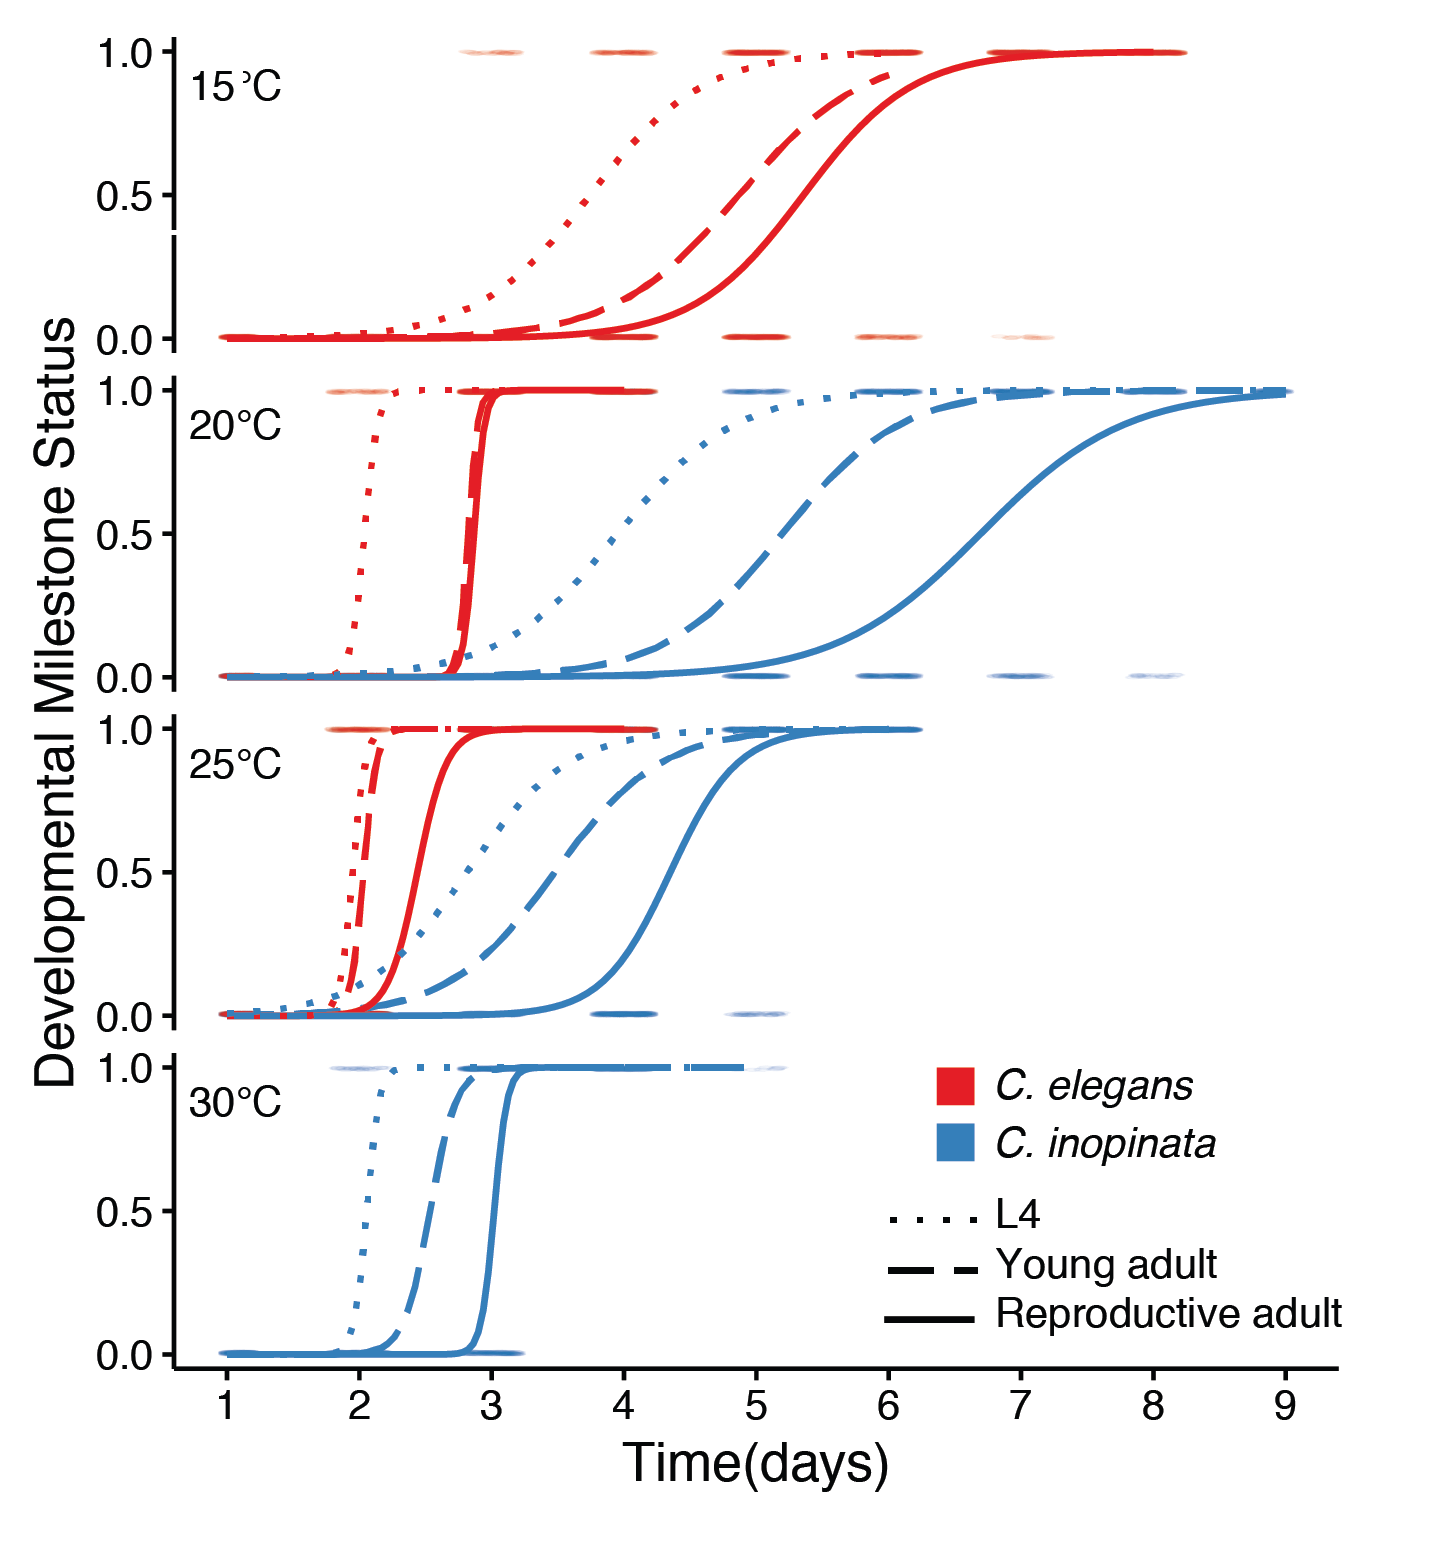 Developmental Milestone Status
1.0
15°C
0.5
0.0
1.0
20°C
0.5
0.0
1.0
25°C
0.5
0.0
1.0
30°C
0.5
0.0
C. elegans
C. inopinata
L4
Young adult
Reproductive adult
1 2 3 4 5 6 7 8 9
Time(days)